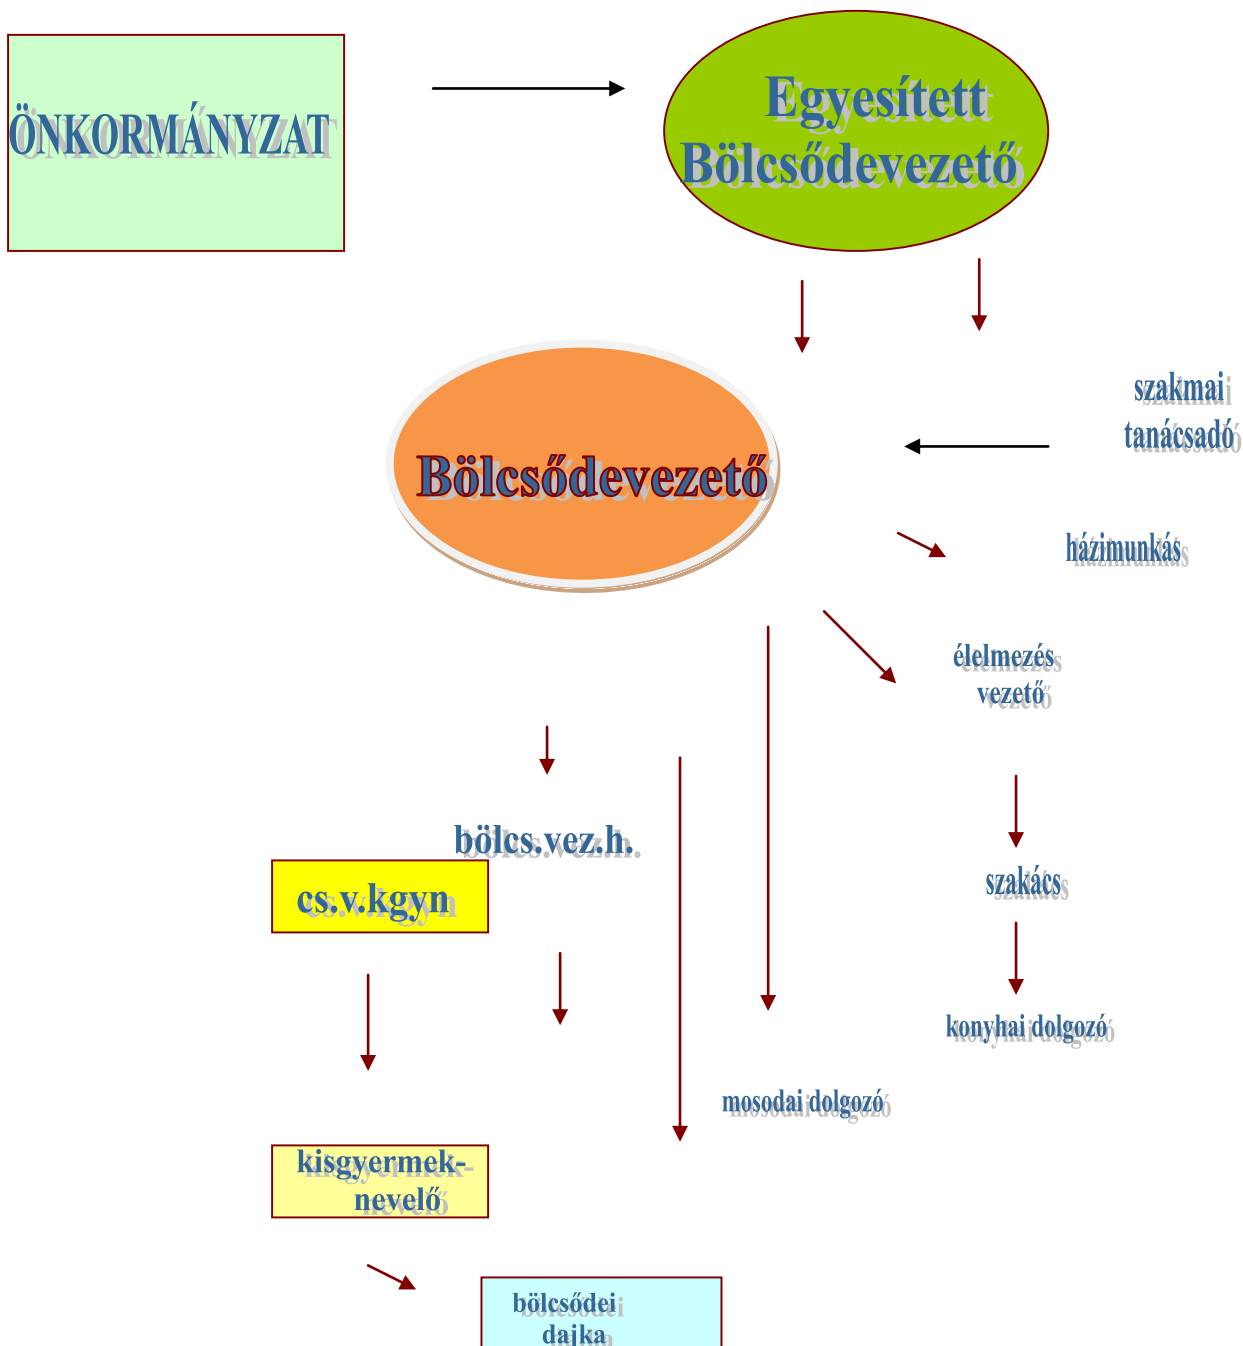 ÖNKORMÁNYZAT
Egyesített
Bölcsődevezető
szakmai
tanácsadó
Bölcsődevezető
házimunkás
élelmezés
vezető
bölcs.vez.h.
cs.v.kgyn
szakács
konyhai dolgozó
mosodai dolgozó
kisgyermek-
nevelő
bölcsődei
dajka